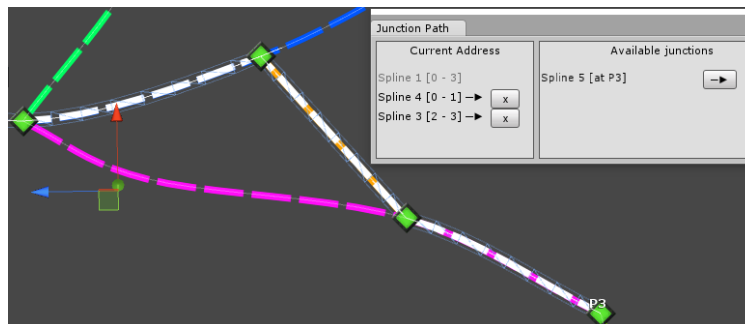 Junction Path
Current Address
Spline 1 [0 - 3]
Spline 4 [0 - 1] x
Spline 3 [2 - 3] x
Available junctions
Spline 5 [at P3]
P3